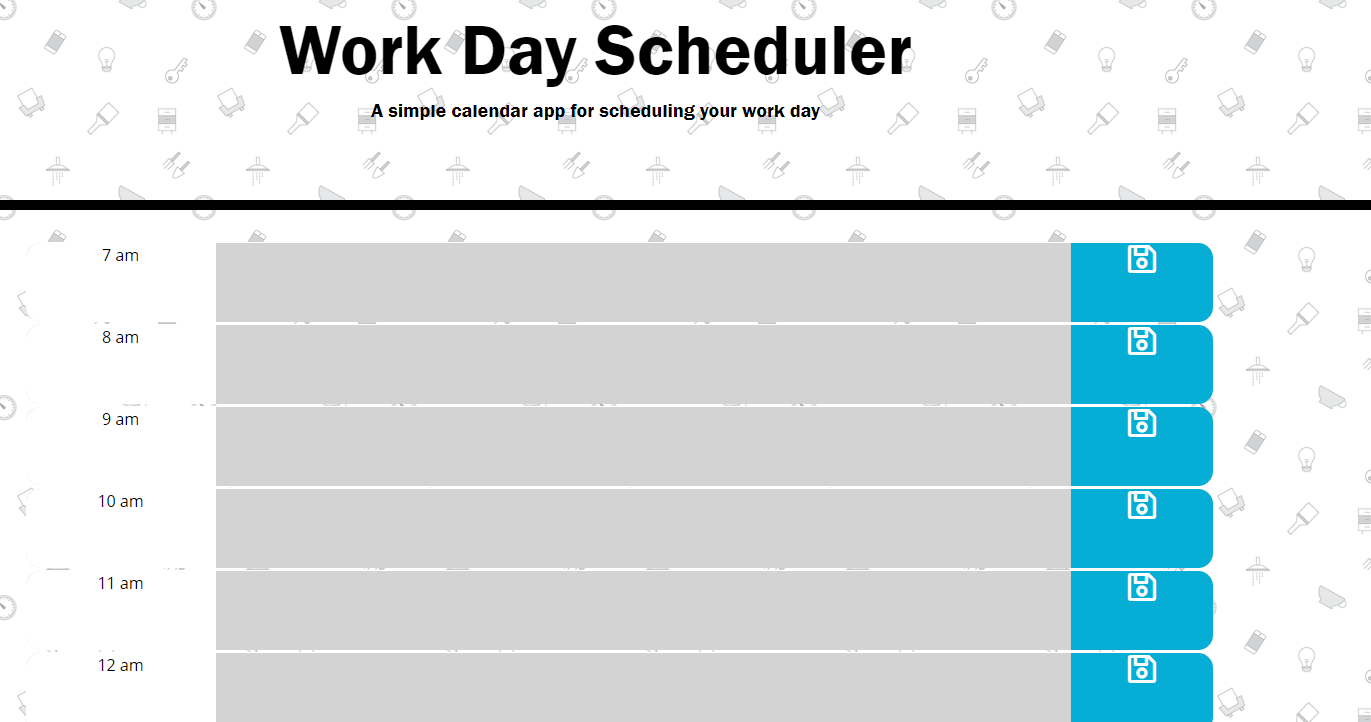 Work Day Scheduler
A simple calendar app for scheduling your work day
7 am
8 am
9 am
10 am
11 am
12 am